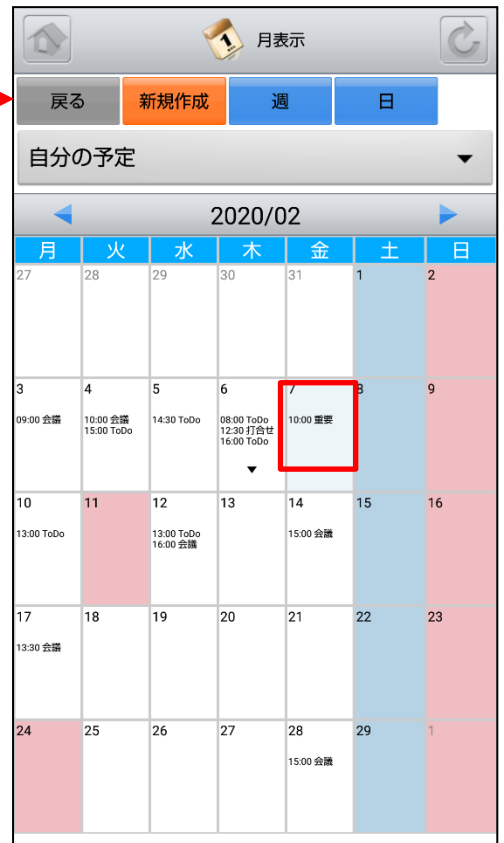 月表示
戻る 新規作成 週 日
自分の予定
2020/02
月 火 水 木 金 土 日
27 28 29 30 31 1 2
3 4 5 6 7 8 9
09:00 会議 10:00 会議 14:30 ToDo 08:00 ToDo 10:00 重要
15:00 ToDo 12:30 打合せ
16:00 ToDo
10 11 12 13 14 15 16
13:00 ToDo 13:00 ToDo 15:00 会議
16:00 会議
17 18 19 20 21 22 23
13:30 会議
24 25 26 27 28 29 1
15:00 会議